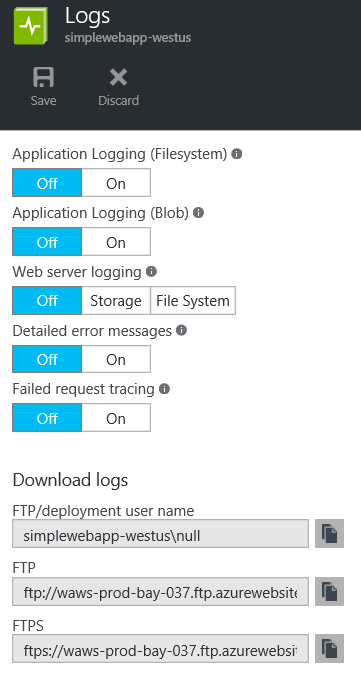 Logs
simplewebapp-westus
Save Discard
Application Logging (Filesystem)
Off On
Application Logging (Blob)
Off On
Web server logging
Off Storage File System
Detailed error messages
Off On
Failed request tracing
Off On
Download logs
FTP/deployment user name
simplewebapp-westus\null
FTP
ftp://waws-prod-bay-037.ftp.azurewebsite
FTPS
ftps://waws-prod-bay-037.ftp.azurewebsit